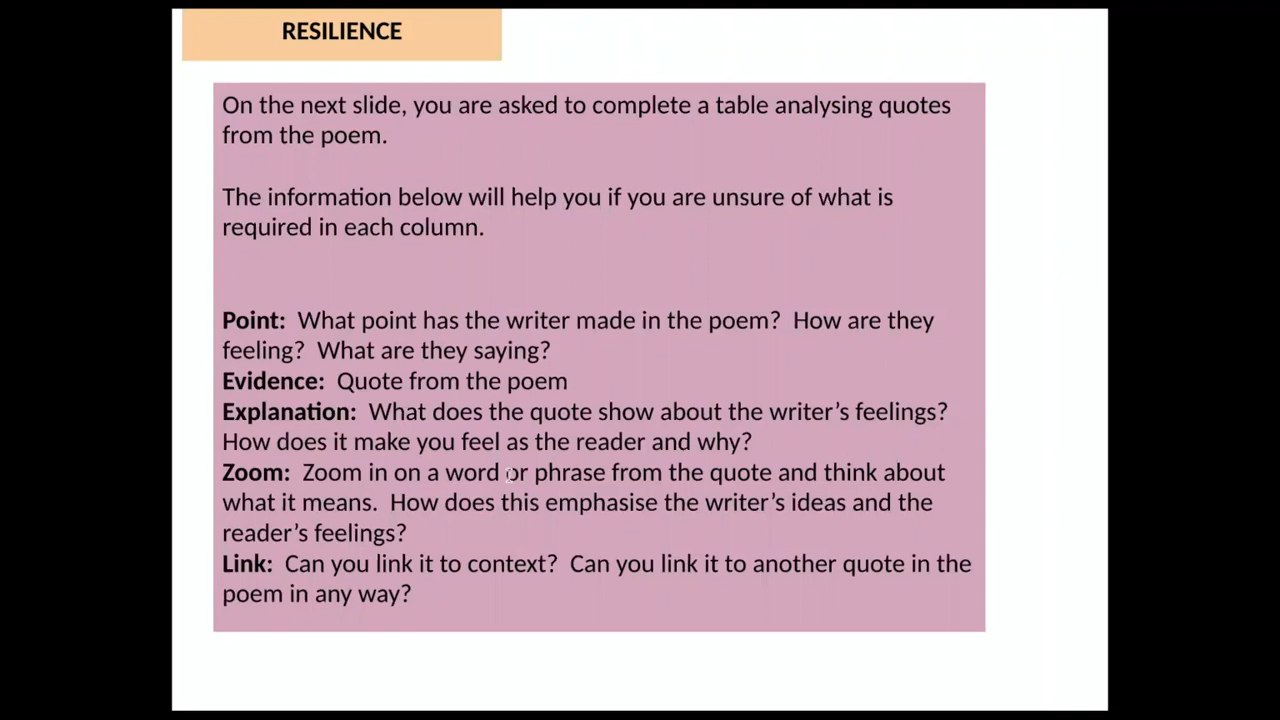 RESILIENCE
On the next slide, you are asked to complete a table analysing quotes
from the poem.
The information below will help you if you are unsure of what is
required in each column.
Point:  What point has the writer made in the poem?  How are they
feeling?  What are they saying?
Evidence:  Quote from the poem
Explanation:  What does the quote show about the writer’s feelings?
How does it make you feel as the reader and why?
Zoom:  Zoom in on a word or phrase from the quote and think about
what it means.  How does this emphasise the writer’s ideas and the
reader’s feelings?
Link:  Can you link it to context?  Can you link it to another quote in the
poem in any way?